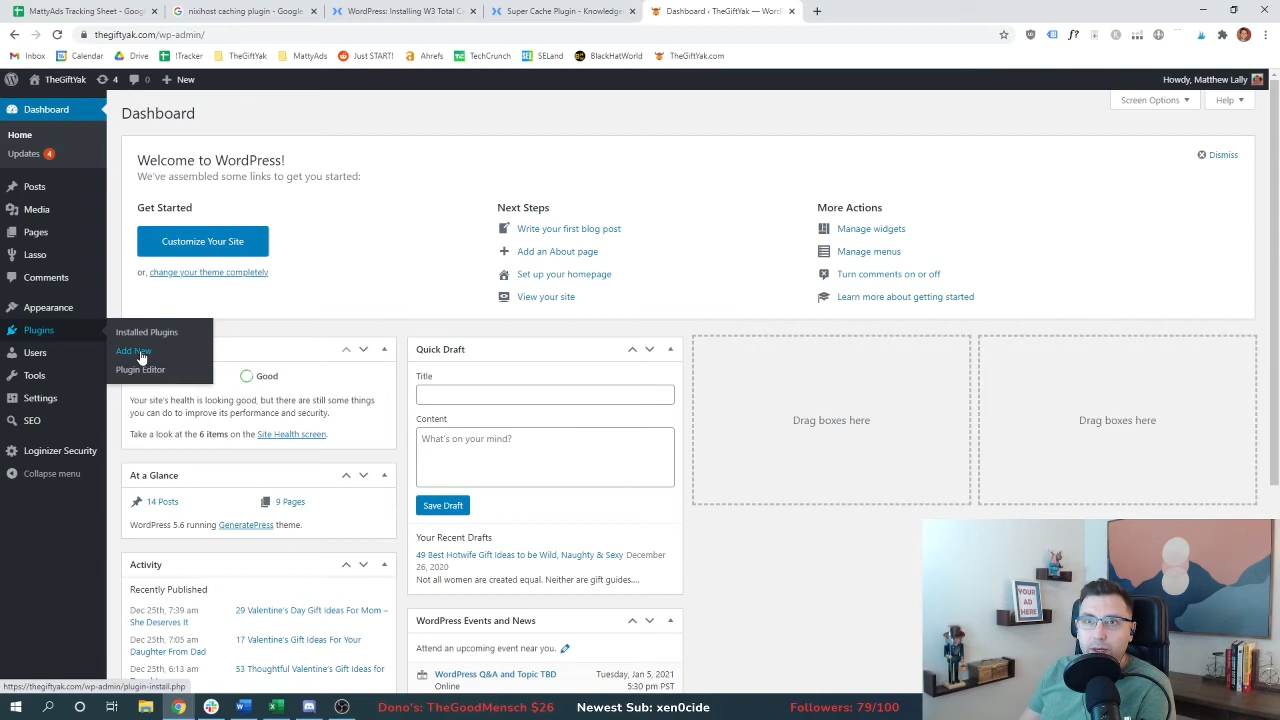 MattyAds Tracking Sheet -
nixihost caching plugin - Google
WordPress: Installing W3 Total C
Super Cache Plugin - Knowledge
Dashboard ‹ TheGiftYak — WordP
thegiftyak.com/wp-admin/
Inbox Calendar Drive !Tracker TheGiftYak MattyAds Just START! Ahrefs TechCrunch SELand BlackHatWorld TheGiftYak.com
TheGiftYak 4 0 New
Howdy, Matthew Lally
Screen Options
Help
Dashboard
Home
Updates 4
Posts
Media
Pages
Lasso
Comments
Appearance
Plugins
Installed Plugins
Add New
Plugin Editor
Users
Tools
Settings
SEO
Loginizer Security
Collapse menu
Dashboard
Welcome to WordPress!
Dismiss
We've assembled some links to get you started:
Get Started
Customize Your Site
or, change your theme completely
Next Steps
Write your first blog post
Add an About page
Set up your homepage
View your site
More Actions
Manage widgets
Manage menus
Turn comments on or off
Learn more about getting started
Good
Your site's health is looking good, but there are still some things
you can do to improve its performance and security.
Take a look at the 6 items on the Site Health screen.
At a Glance
14 Posts 9 Pages
WordPress 5.6 running GeneratePress theme.
Activity
Recently Published
Dec 25th, 7:39 am 29 Valentine's Day Gift Ideas For Mom –
She Deserves It
Dec 25th, 7:05 am 17 Valentine's Gift Ideas For Your
Daughter From Dad
Dec 25th, 6:13 am 53 Thoughtful Valentine's Gift Ideas for
Quick Draft
Title
Content
What's on your mind?
Save Draft
Your Recent Drafts
49 Best Hotwife Gift Ideas to be Wild, Naughty & Sexy December
26, 2020
Not all women are created equal. Neither are gift guides....
WordPress Events and News
Attend an upcoming event near you.
WordPress Q&A and Topic TBD Tuesday, Jan 5, 2021
Online 5:30 pm PST
Drag boxes here
Drag boxes here
YOUR
AD
HERE
https://thegiftyak.com/wp-admin/plugin-install.php
Dono's: TheGoodMensch $26 Newest Sub: xen0cide Followers: 79/100